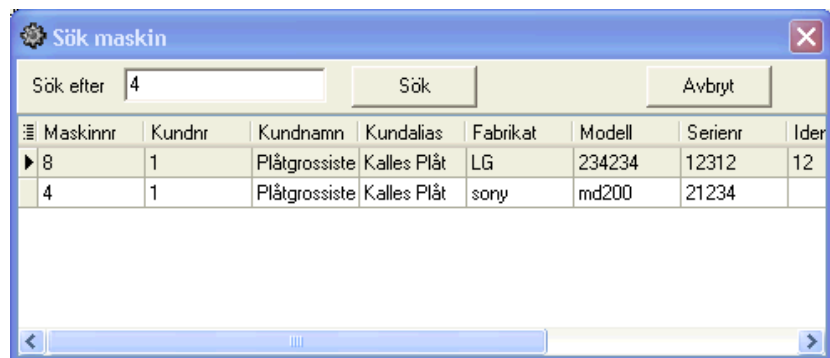 Sök maskin
Sök efter 4 Sök Avbryt
Maskinnr Kundnr Kundnamn Kundalias Fabrikat Modell Serienr Iden
8 1 Plåtgrossiste Kalles Plåt LG 234234 12312 12
4 1 Plåtgrossiste Kalles Plåt sony md200 21234